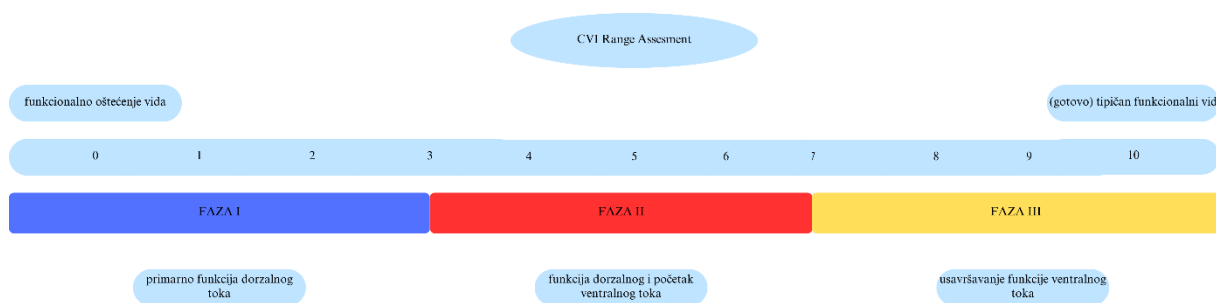 CVI Range Assesment
funkcionalno oštećenje vida
(gotovo) tipičan funkcionalni vid
0 1 2 3 4 5 6 7 8 9 10
FAZA I
FAZA II
FAZA III
primarno funkcija dorzalnog
toka
funkcija dorzalnog i početak
ventralnog toka
usavršavanje funkcije ventralnog
toka